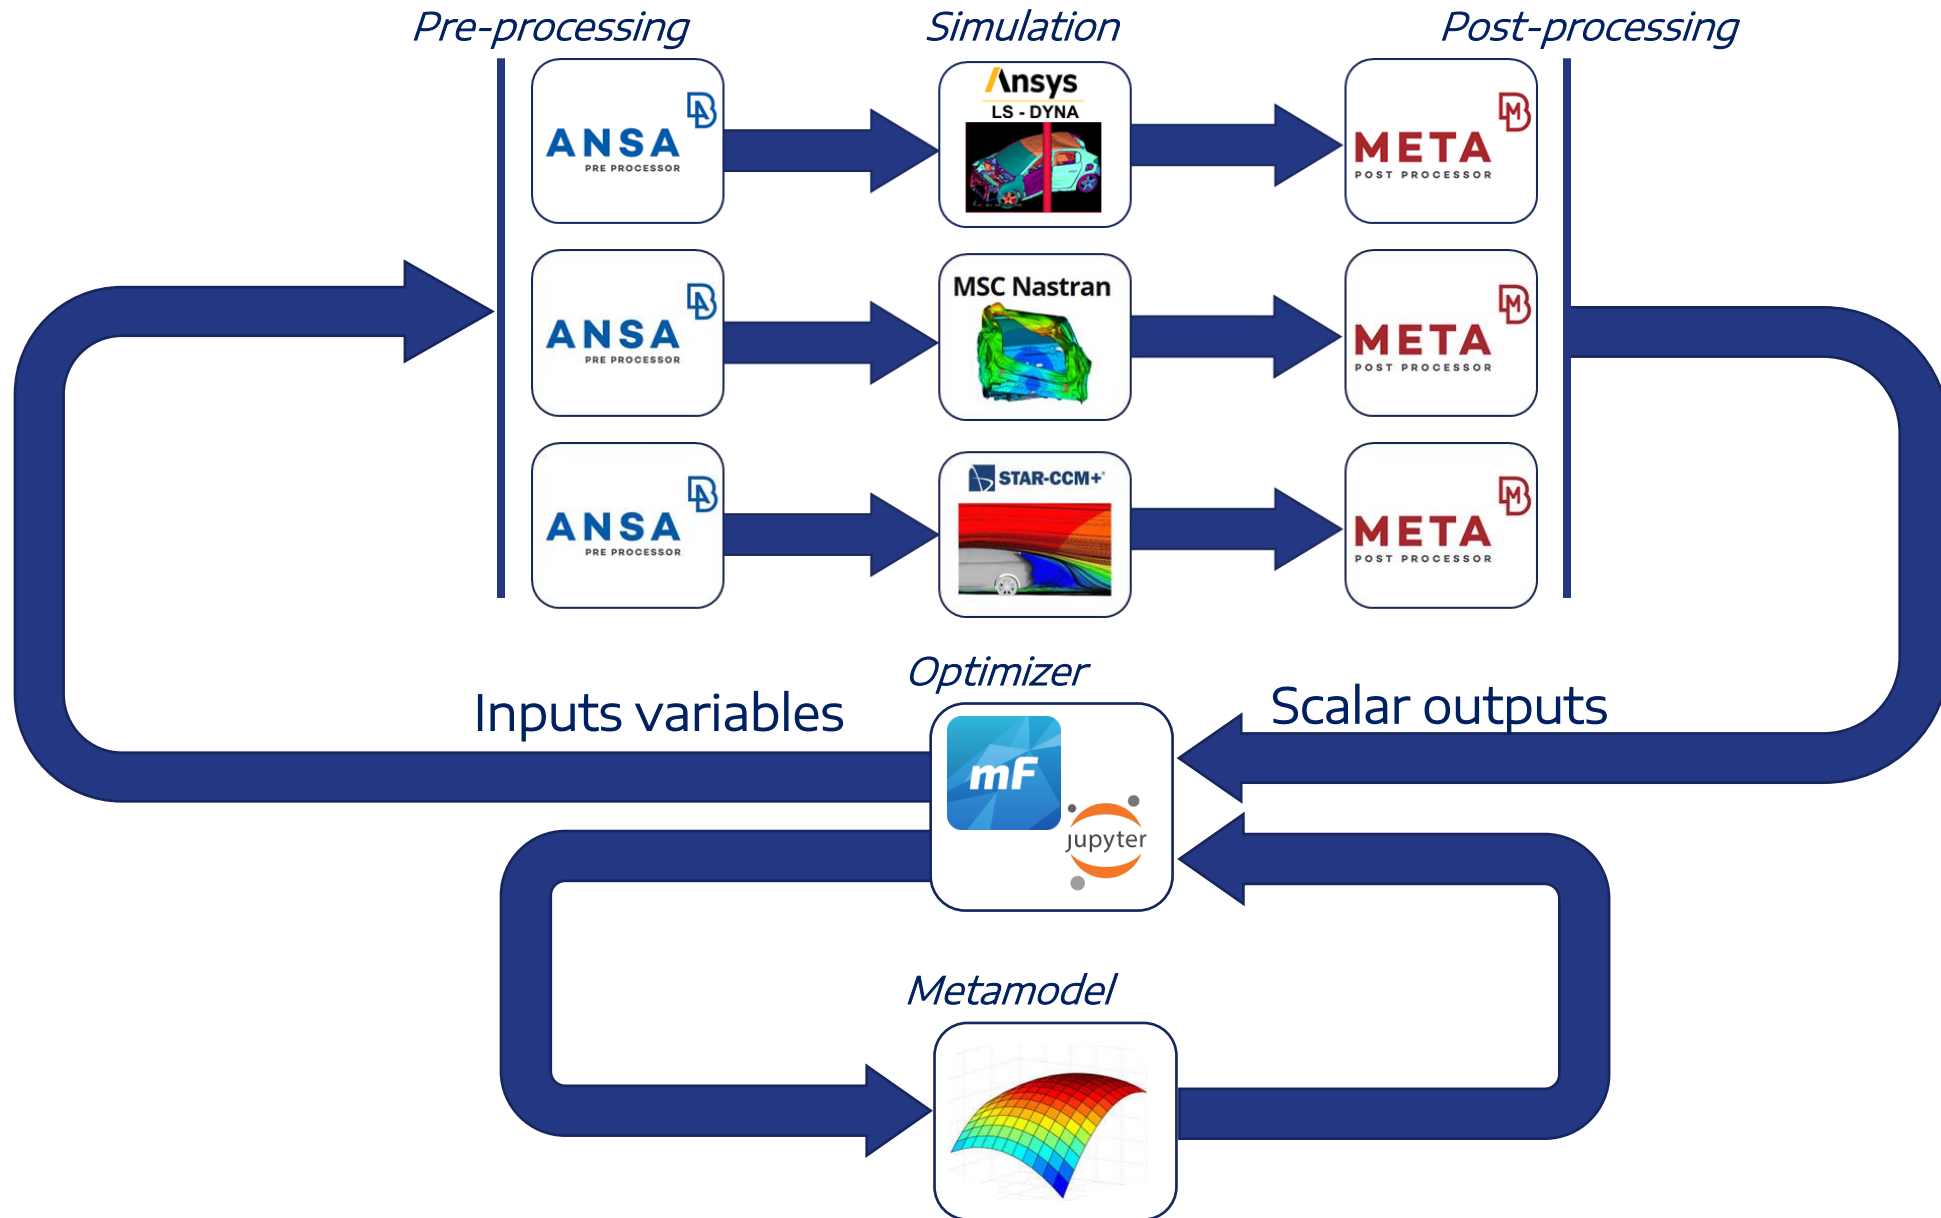 Pre-processing
Simulation
Post-processing
ANSA
PRE PROCESSOR
Ansys
LS - DYNA
META
POST PROCESSOR
ANSA
PRE PROCESSOR
MSC Nastran
META
POST PROCESSOR
ANSA
PRE PROCESSOR
STAR-CCM+
META
POST PROCESSOR
Optimizer
Inputs variables
Scalar outputs
mF
jupyter
Metamodel